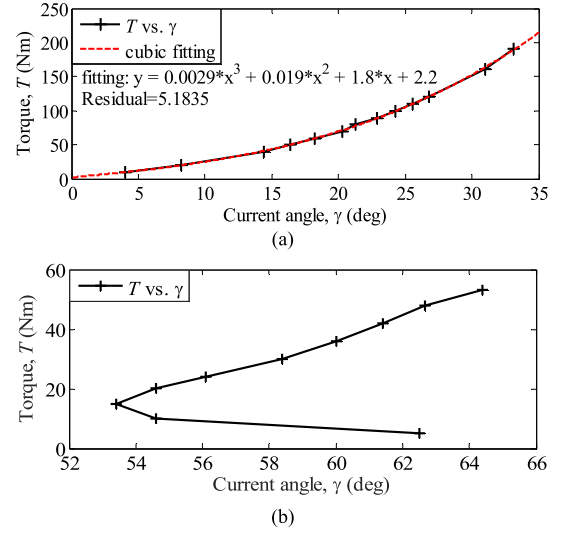 250
200
150
100
50
0
Torque, T (Nm)
T vs. γ
cubic fitting
fitting: y = 0.0029*x³ + 0.019*x² + 1.8*x + 2.2
Residual=5.1835
0 5 10 15 20 25 30 35
Current angle, γ (deg)
(a)
60
40
20
0
Torque, T (Nm)
T vs. γ
52 54 56 58 60 62 64 66
Current angle, γ (deg)
(b)